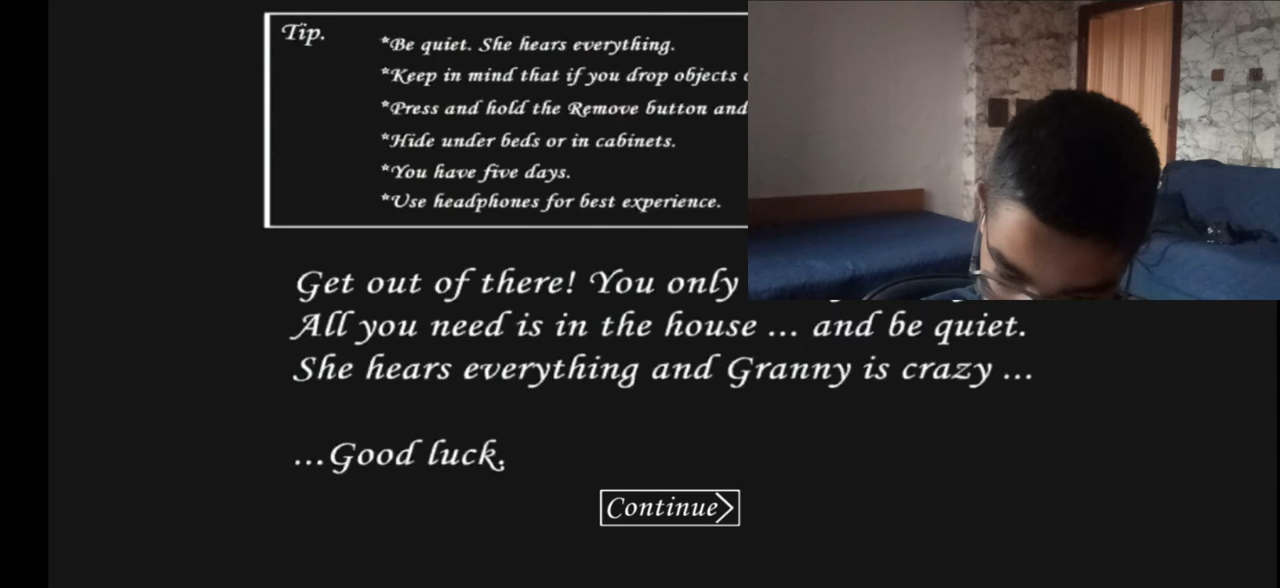 Tip.
*Be quiet. She hears everything.
*Keep in mind that if you drop objects
*Press and hold the Remove button and
*Hide under beds or in cabinets.
*You have five days.
*Use headphones for best experience.
Get out of there! You only
All you need is in the house ... and be quiet.
She hears everything and Granny is crazy ...
...Good luck.
Continue